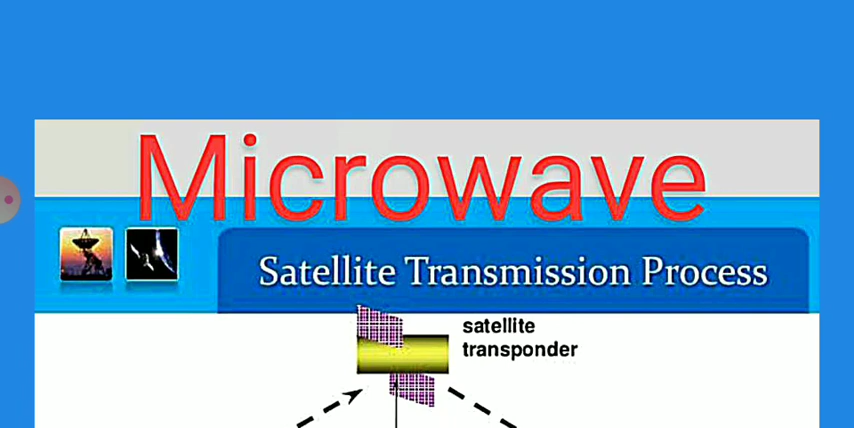 Microwave
Satellite Transmission Process
satellite
transponder